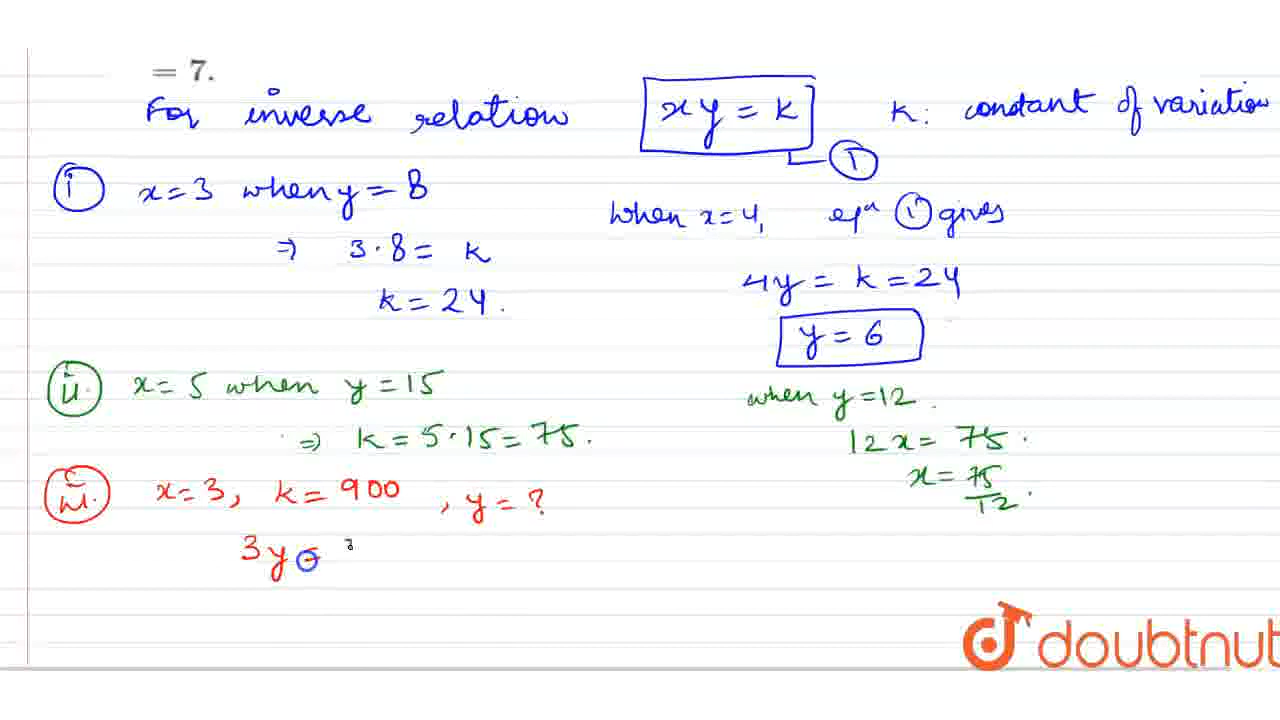 = 7.
For inverse relation xy = k k: constant of variation
①
ⓘ x = 3 when y = 8
⇒ 3·8 = k
k = 24.
When x = 4, eqⁿ ① gives
4y = k = 24
y = 6
ii. x = 5 when y = 15
⇒ k = 5·15 = 75.
when y = 12.
12x = 75.
x = 75/12.
iii. x = 3, k = 900, y = ?
3y =
doubtnut